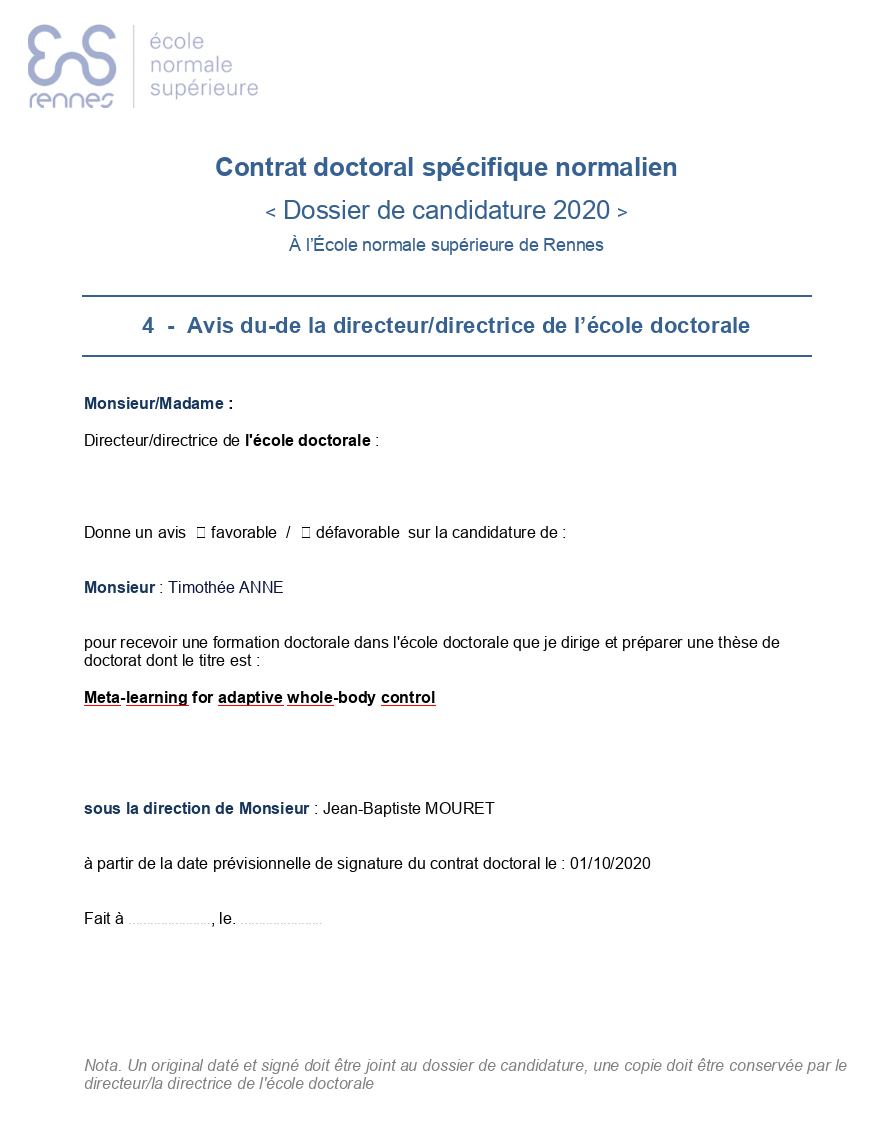 école
normale
supérieure
rennes
Contrat doctoral spécifique normalien
< Dossier de candidature 2020 >
À l’École normale supérieure de Rennes
4 - Avis du-de la directeur/directrice de l’école doctorale
Monsieur/Madame :
Directeur/directrice de l'école doctorale :
Donne un avis ☐ favorable / ☐ défavorable sur la candidature de :
Monsieur : Timothée ANNE
pour recevoir une formation doctorale dans l'école doctorale que je dirige et préparer une thèse de
doctorat dont le titre est :
Meta-learning for adaptive whole-body control
sous la direction de Monsieur : Jean-Baptiste MOURET
à partir de la date prévisionnelle de signature du contrat doctoral le : 01/10/2020
Fait à ......................., le. .......................
Nota. Un original daté et signé doit être joint au dossier de candidature, une copie doit être conservée par le
directeur/la directrice de l'école doctorale